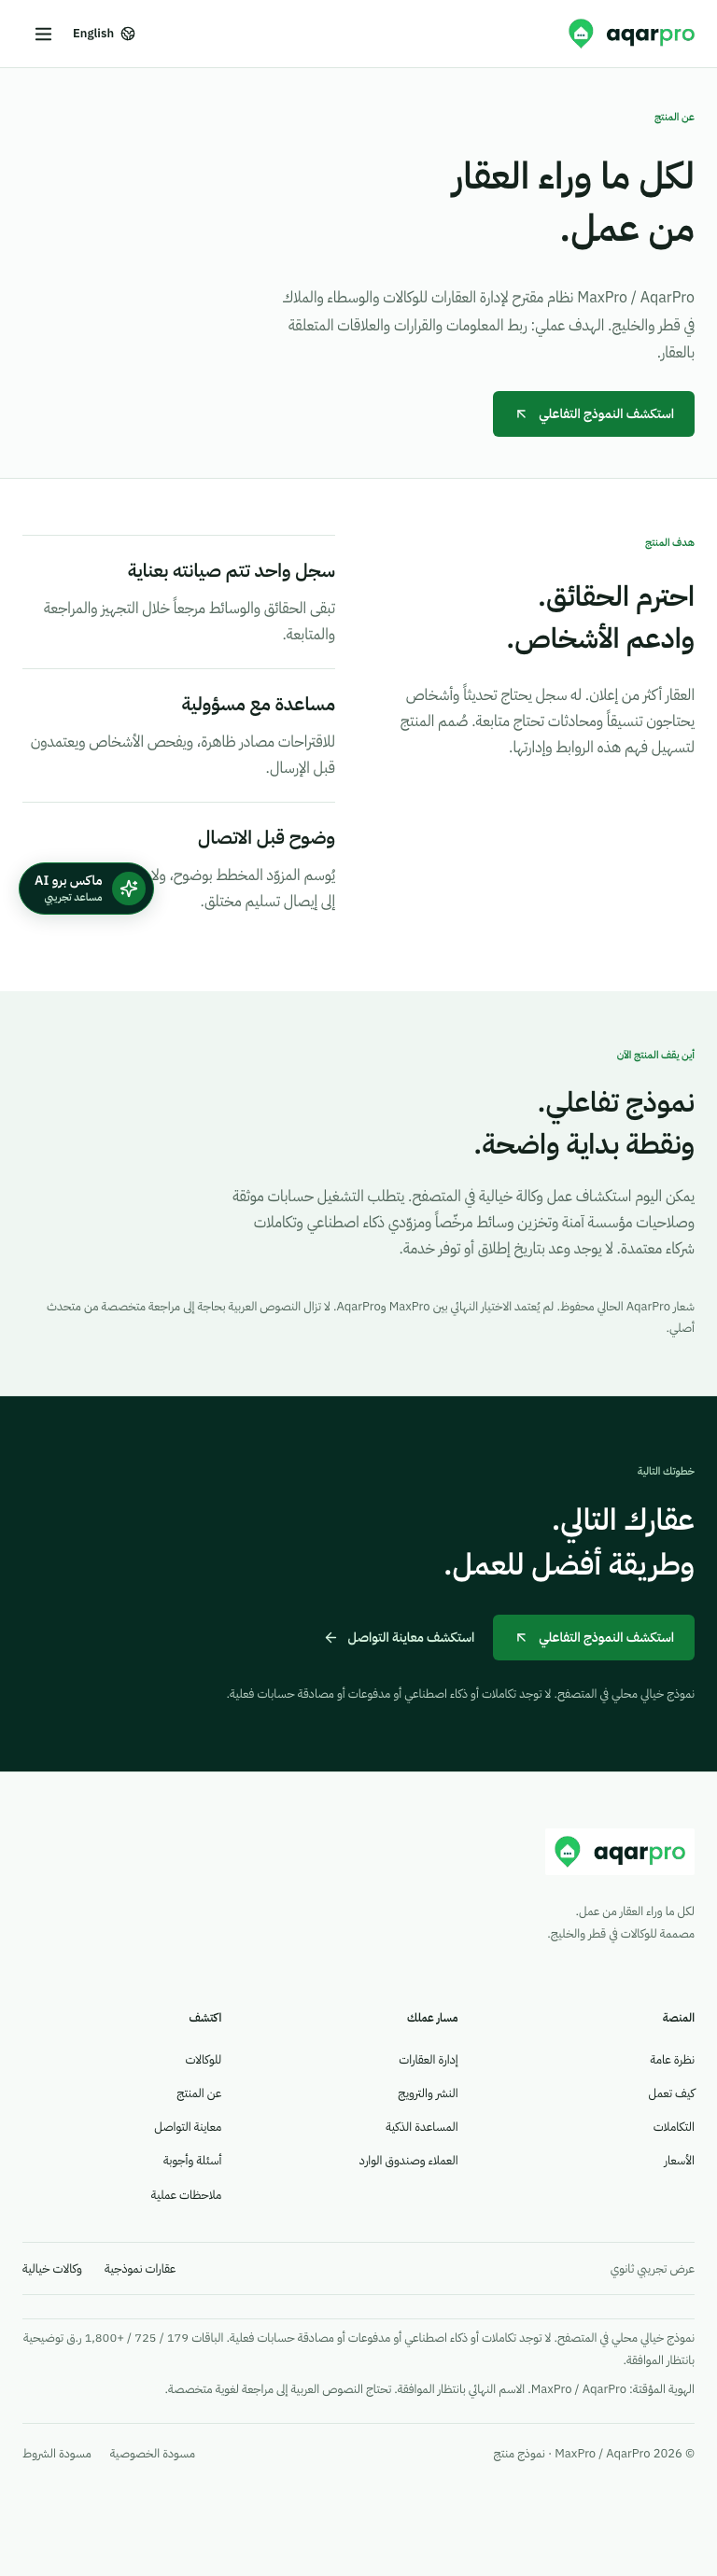 aqarpro
English
عن المنتج
لكل ما وراء العقار
من عمل.
MaxPro / AqarPro نظام مقترح لإدارة العقارات للوكالات والوسطاء والملاك
في قطر والخليج. الهدف عملي: ربط المعلومات والقرارات والعلاقات المتعلقة
بالعقار.
استكشف النموذج التفاعلي
هدف المنتج
احترم الحقائق.
وادعم الأشخاص.
العقار أكثر من إعلان. له سجل يحتاج تحديثاً وأشخاص
يحتاجون تنسيقاً ومحادثات تحتاج متابعة. صُمم المنتج
لتسهيل فهم هذه الروابط وإدارتها.
سجل واحد تتم صيانته بعناية
تبقى الحقائق والوسائط مرجعاً خلال التجهيز والمراجعة
والمتابعة.
مساعدة مع مسؤولية
للاقتراحات مصادر ظاهرة، ويفحص الأشخاص ويعتمدون
قبل الإرسال.
وضوح قبل الاتصال
يُوسم المزوّد المخطط بوضوح، ولا
إلى إيصال تسليم مختلق.
ماكس برو AI
مساعد تجريبي
أين يقف المنتج الآن
نموذج تفاعلي.
ونقطة بداية واضحة.
يمكن اليوم استكشاف عمل وكالة خيالية في المتصفح. يتطلب التشغيل حسابات موثقة
وصلاحيات مؤسسة آمنة وتخزين وسائط مرخّصاً ومزوّدي ذكاء اصطناعي وتكاملات
شركاء معتمدة. لا يوجد وعد بتاريخ إطلاق أو توفر خدمة.
شعار AqarPro الحالي محفوظ. لم يُعتمد الاختيار النهائي بين MaxPro وAqarPro. لا تزال النصوص العربية بحاجة إلى مراجعة متخصصة من متحدث
أصلي.
خطوتك التالية
عقارك التالي.
وطريقة أفضل للعمل.
استكشف النموذج التفاعلي
استكشف معاينة التواصل
نموذج خيالي محلي في المتصفح. لا توجد تكاملات أو ذكاء اصطناعي أو مدفوعات أو مصادقة حسابات فعلية.
aqarpro
لكل ما وراء العقار من عمل.
مصممة للوكالات في قطر والخليج.
المنصة
نظرة عامة
كيف تعمل
التكاملات
الأسعار
مسار عملك
إدارة العقارات
النشر والترويج
المساعدة الذكية
العملاء وصندوق الوارد
اكتشف
للوكالات
عن المنتج
معاينة التواصل
أسئلة وأجوبة
ملاحظات عملية
عرض تجريبي ثانوي
عقارات نموذجية
وكالات خيالية
نموذج خيالي محلي في المتصفح. لا توجد تكاملات أو ذكاء اصطناعي أو مدفوعات أو مصادقة حسابات فعلية. الباقات 179 / 725 / +1,800 ر.ق توضيحية
بانتظار الموافقة.
الهوية المؤقتة: MaxPro / AqarPro. الاسم النهائي بانتظار الموافقة. تحتاج النصوص العربية إلى مراجعة لغوية متخصصة.
© 2026 MaxPro / AqarPro · نموذج منتج
مسودة الخصوصية
مسودة الشروط